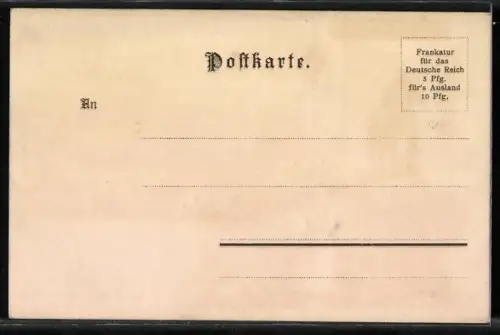 Postkarte.
Frankatur
für das
Deutsche Reich
5 Pfg.
für's Ausland
10 Pfg.
An